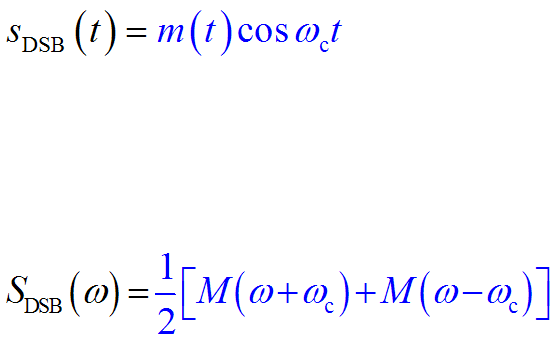 s_DSB (t) = m(t) cos ω_c t
S_DSB (ω) = 1/2 [M(ω+ω_c)+M(ω−ω_c)]